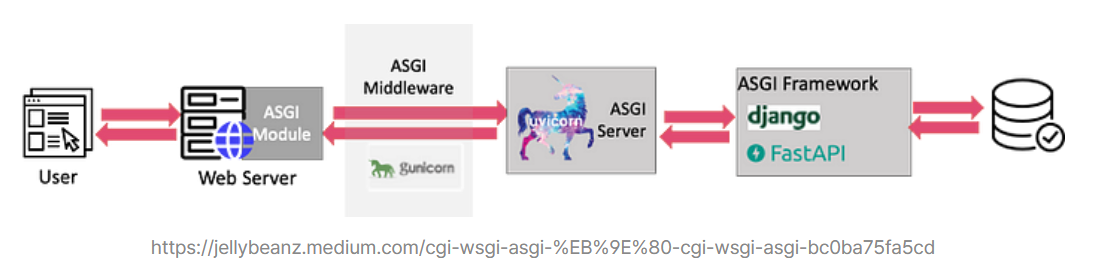 User
Web Server
ASGI
Module
ASGI
Middleware
gunicorn
uvicorn
ASGI
Server
ASGI Framework
django
FastAPI
https://jellybeanz.medium.com/cgi-wsgi-asgi-%EB%9E%80-cgi-wsgi-asgi-bc0ba75fa5cd